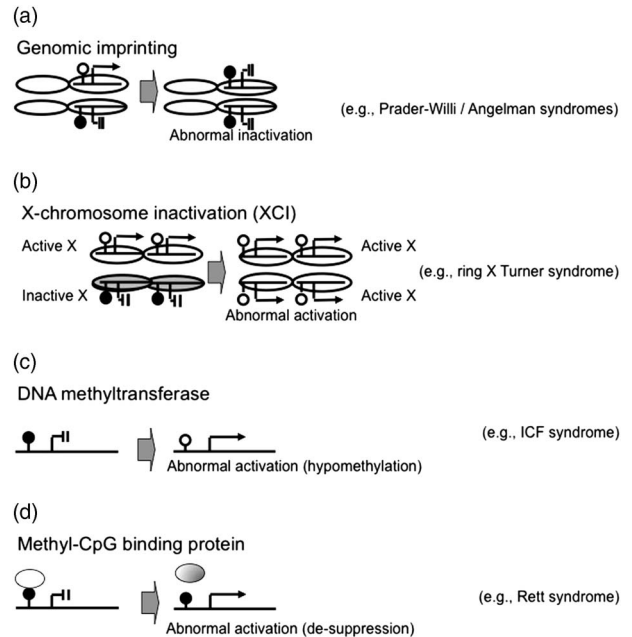 (a)
Genomic imprinting
Abnormal inactivation
(e.g., Prader-Willi / Angelman syndromes)
(b)
X-chromosome inactivation (XCI)
Active X
Active X
(e.g., ring X Turner syndrome)
Inactive X
Active X
Abnormal activation
(c)
DNA methyltransferase
(e.g., ICF syndrome)
Abnormal activation (hypomethylation)
(d)
Methyl-CpG binding protein
(e.g., Rett syndrome)
Abnormal activation (de-suppression)